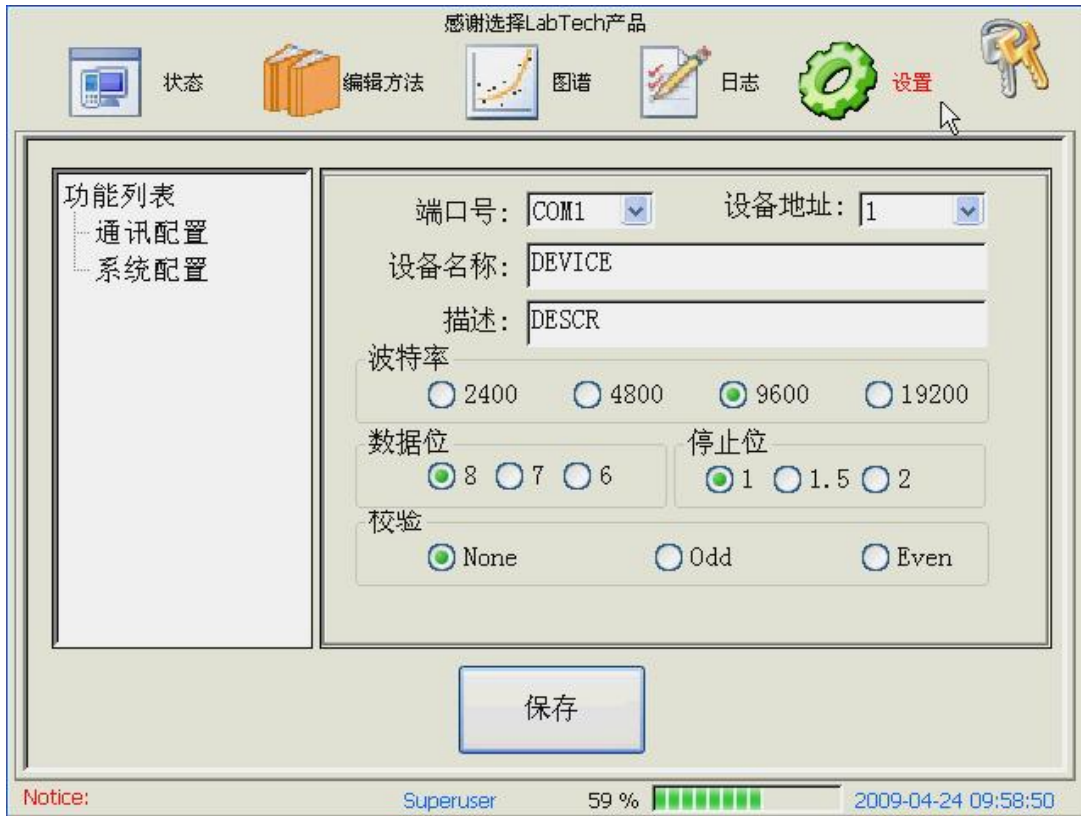 感谢选择LabTech产品
状态 编辑方法 图谱 日志 设置
功能列表
通讯配置
系统配置
端口号: COM1 设备地址: 1
设备名称: DEVICE
描述: DESCR
波特率
2400 4800 9600 19200
数据位 停止位
8 7 6 1 1.5 2
校验
None Odd Even
保存
Notice: Superuser 59 % 2009-04-24 09:58:50